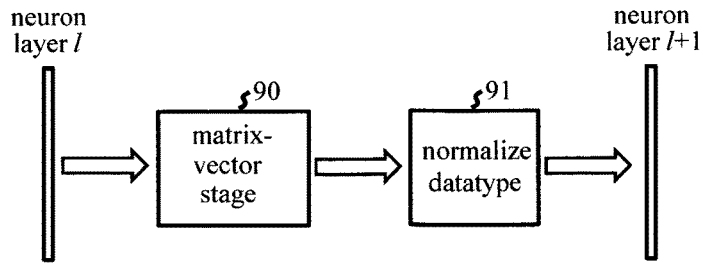 neuron
layer l
90
matrix-
vector
stage
91
normalize
datatype
neuron
layer l+1